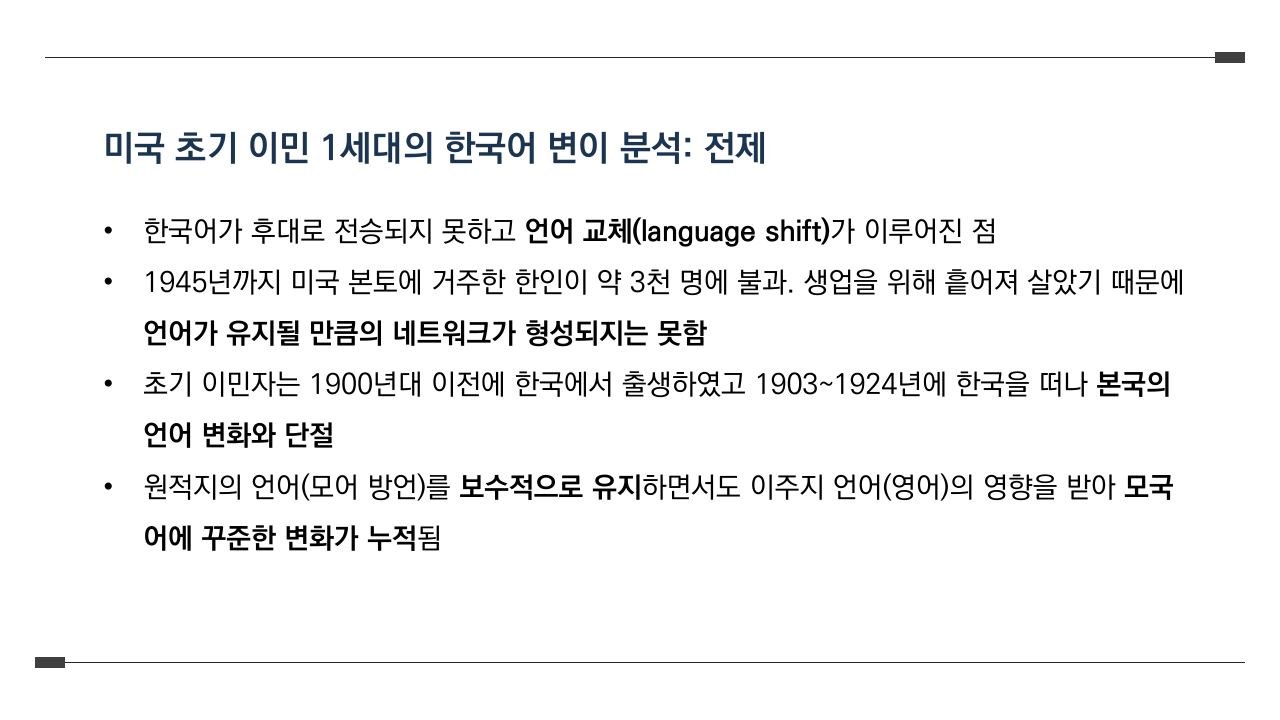 미국 초기 이민 1세대의 한국어 변이 분석: 전제
• 한국어가 후대로 전승되지 못하고 언어 교체(language shift)가 이루어진 점
• 1945년까지 미국 본토에 거주한 한인이 약 3천 명에 불과. 생업을 위해 흩어져 살았기 때문에
언어가 유지될 만큼의 네트워크가 형성되지는 못함
• 초기 이민자는 1900년대 이전에 한국에서 출생하였고 1903~1924년에 한국을 떠나 본국의
언어 변화와 단절
• 원적지의 언어(모어 방언)를 보수적으로 유지하면서도 이주지 언어(영어)의 영향을 받아 모국
어에 꾸준한 변화가 누적됨